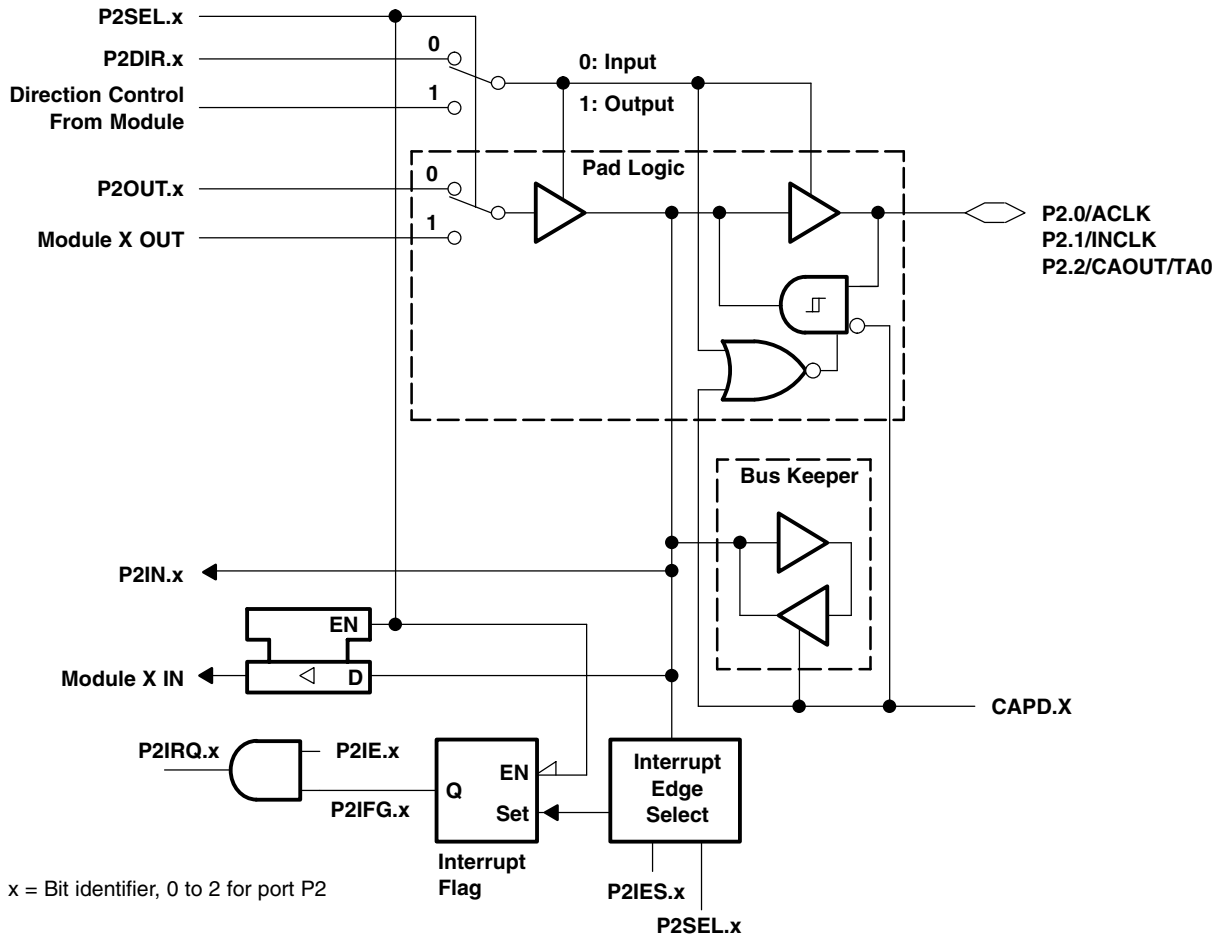 P2SEL.x
P2DIR.x
0
0: Input
Direction Control
From Module
1
1: Output
Pad Logic
P2OUT.x
0
Module X OUT
1
P2.0/ACLK
P2.1/INCLK
P2.2/CAOUT/TA0
Bus Keeper
P2IN.x
EN
Module X IN
D
CAPD.X
P2IRQ.x
P2IE.x
P2IFG.x
Q
EN
Set
Interrupt
Flag
Interrupt
Edge
Select
P2IES.x
P2SEL.x
x = Bit identifier, 0 to 2 for port P2